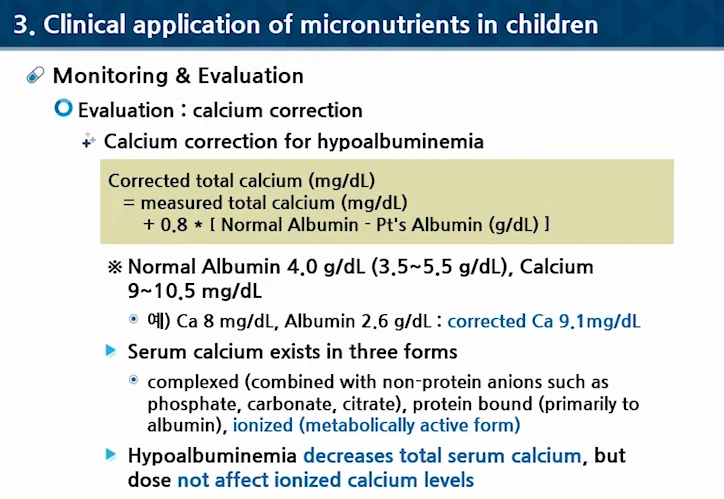 3. Clinical application of micronutrients in children
Monitoring & Evaluation
Evaluation : calcium correction
Calcium correction for hypoalbuminemia
Corrected total calcium (mg/dL)
= measured total calcium (mg/dL)
+ 0.8 * [ Normal Albumin - Pt's Albumin (g/dL) ]
※ Normal Albumin 4.0 g/dL (3.5~5.5 g/dL), Calcium
9~10.5 mg/dL
예) Ca 8 mg/dL, Albumin 2.6 g/dL : corrected Ca 9.1mg/dL
Serum calcium exists in three forms
complexed (combined with non-protein anions such as
phosphate, carbonate, citrate), protein bound (primarily to
albumin), ionized (metabolically active form)
Hypoalbuminemia decreases total serum calcium, but
dose not affect ionized calcium levels